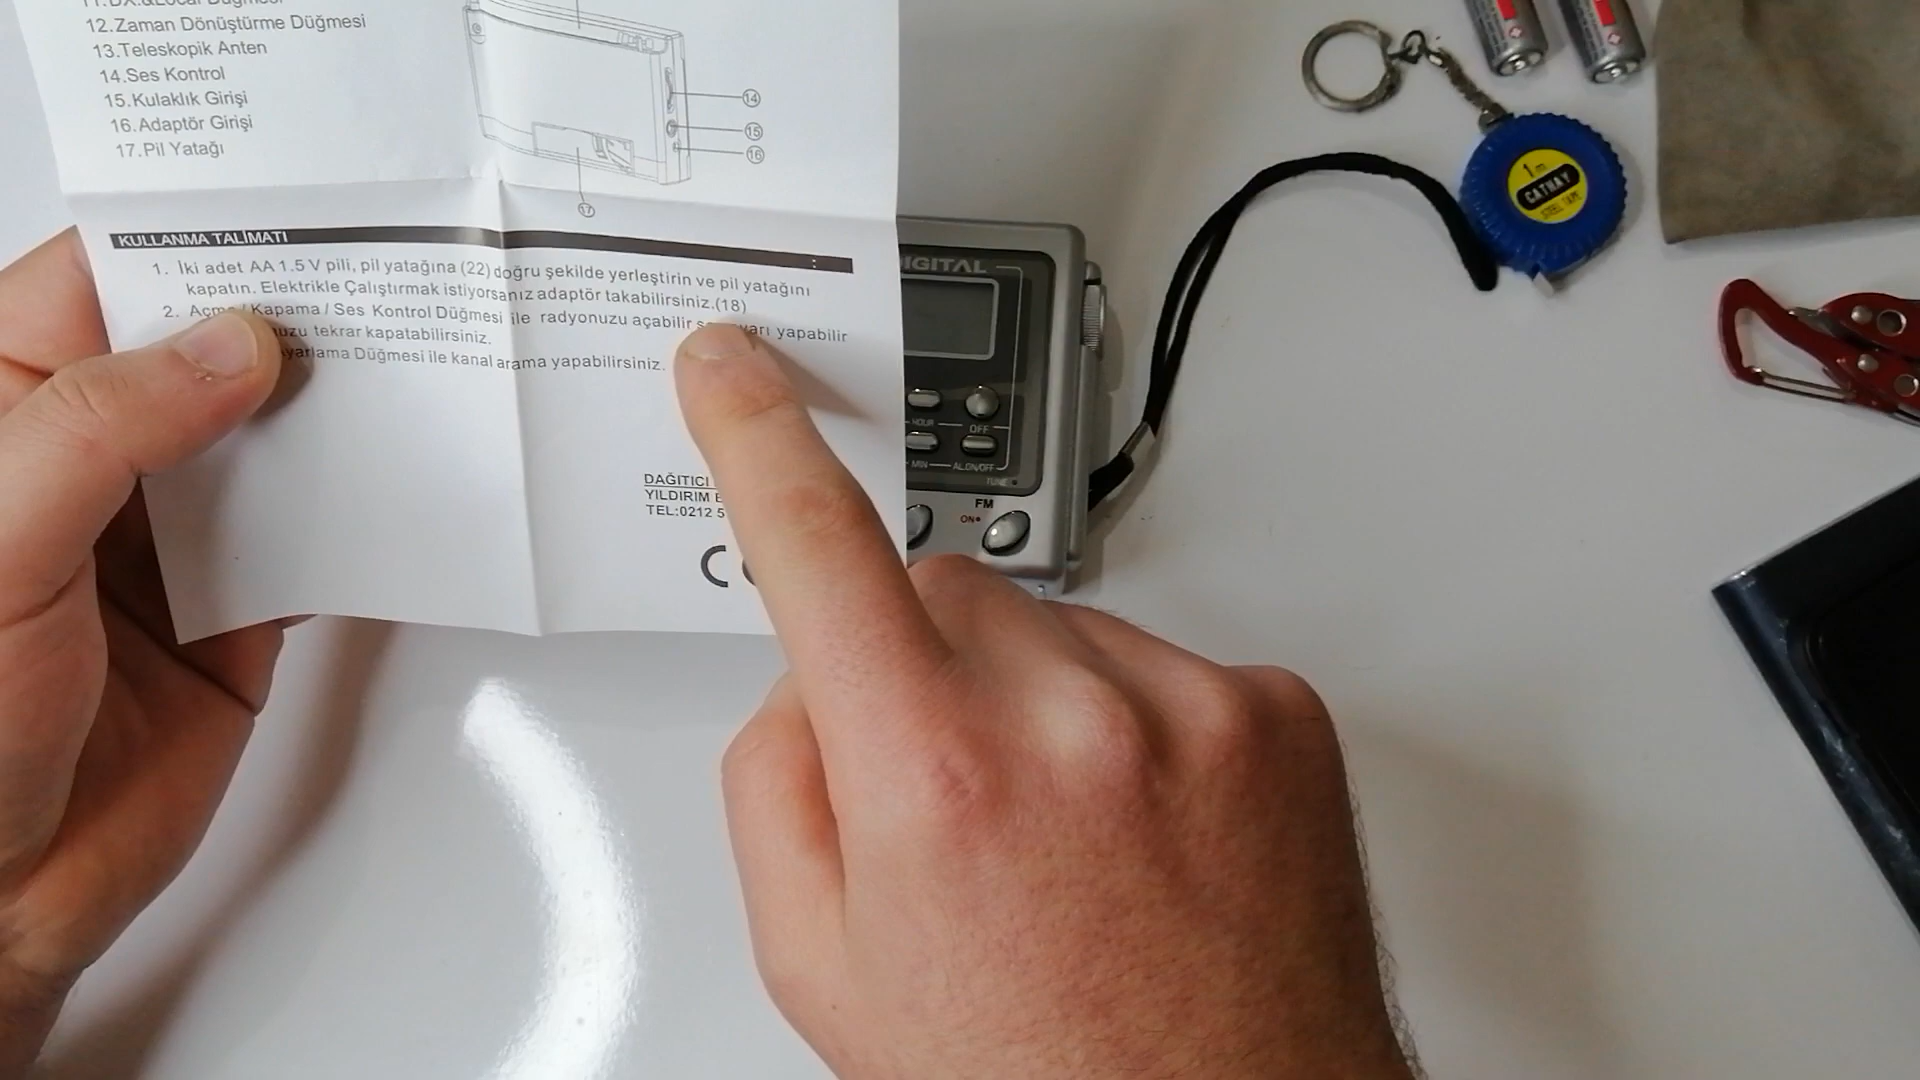 12.Zaman Dönüştürme Düğmesi
13.Teleskopik Anten
14.Ses Kontrol
15.Kulaklık Girişi
16.Adaptör Girişi
17.Pil Yatağı
14
15
16
17
KULLANMA TALİMATI
1. İki adet AA 1.5 V pili, pil yatağına (22) doğru şekilde yerleştirin ve pil yatağını
kapatın. Elektrikle Çalıştırmak istiyorsanız adaptör takabilirsiniz.(18)
2. Açma / Kapama / Ses Kontrol Düğmesi ile radyonuzu açabilir yapabilir
tekrar kapatabilirsiniz.
Düğmesi ile kanal arama yapabilirsiniz.
DAĞITICI
YILDIRIM
TEL:0212 5
DIGITAL
HOUR
OFF
MIN
AL.ON/OFF
TUNE
FM
ON
1m
CATHAY
STEEL TAPE